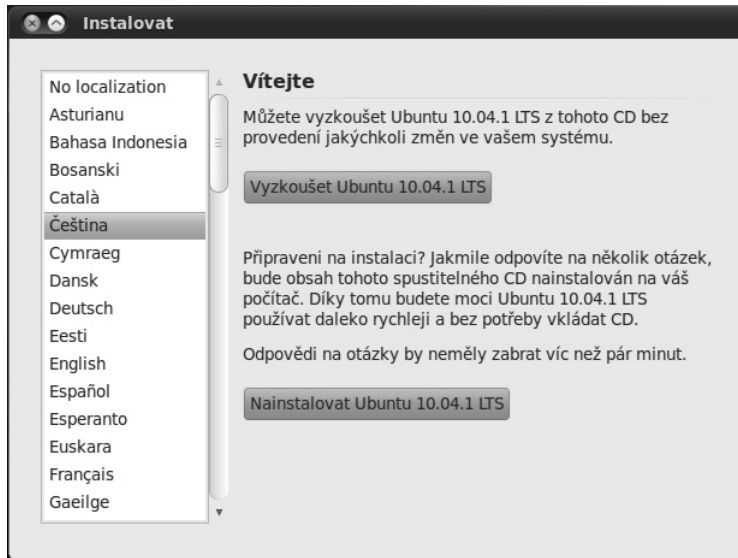 Instalovat
No localization
Asturianu
Bahasa Indonesia
Bosanski
Català
Čeština
Cymraeg
Dansk
Deutsch
Eesti
English
Español
Esperanto
Euskara
Français
Gaeilge
Vítejte
Můžete vyzkoušet Ubuntu 10.04.1 LTS z tohoto CD bez
provedení jakýchkoli změn ve vašem systému.
Vyzkoušet Ubuntu 10.04.1 LTS
Připraveni na instalaci? Jakmile odpovíte na několik otázek,
bude obsah tohoto spustitelného CD nainstalován na váš
počítač. Díky tomu budete moci Ubuntu 10.04.1 LTS
používat daleko rychleji a bez potřeby vkládat CD.
Odpovědi na otázky by neměly zabrat víc než pár minut.
Nainstalovat Ubuntu 10.04.1 LTS